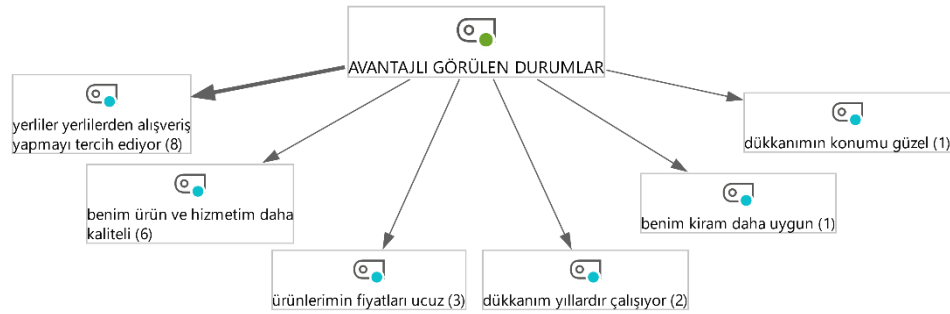 AVANTAJLI GÖRÜLEN DURUMLAR
yerliler yerlilerden alışveriş
yapmayı tercih ediyor (8)
dükkanımın konumu güzel (1)
benim ürün ve hizmetim daha
kaliteli (6)
benim kiram daha uygun (1)
ürünlerimin fiyatları ucuz (3)
dükkanım yıllardır çalışıyor (2)